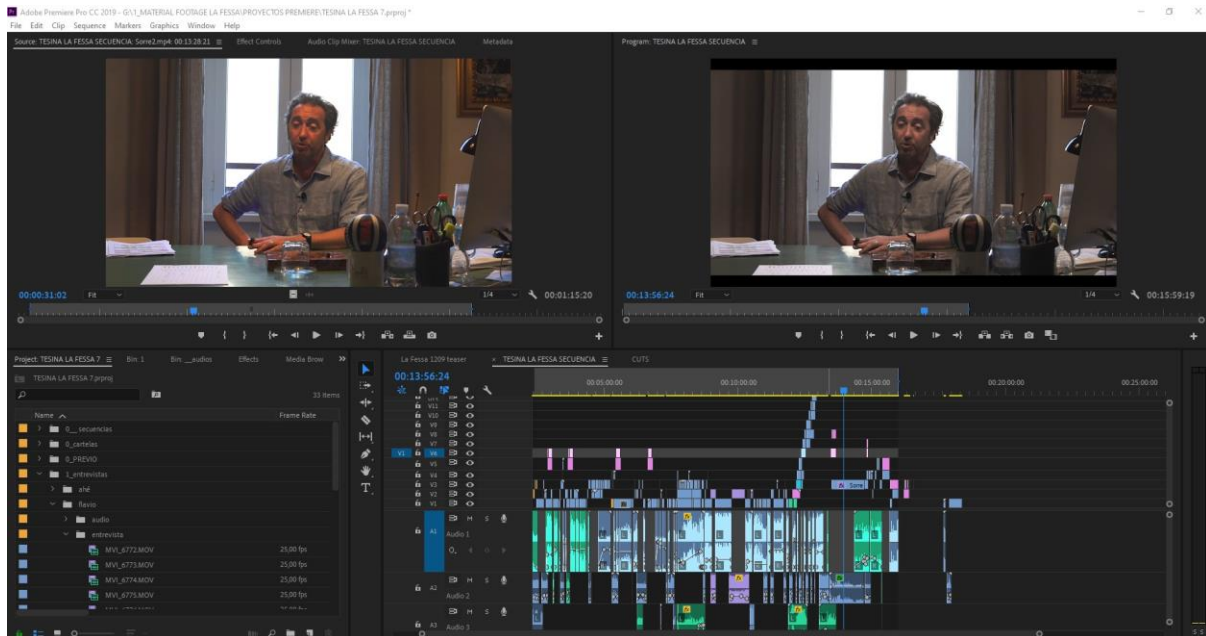 Adobe Premiere Pro CC 2019 - G:\1_MATERIAL FOOTAGE LA FESSA\PROYECTOS PREMIERE\TESINA LA FESSA 7.prproj *
File Edit Clip Sequence Markers Graphics Window Help
Source: TESINA LA FESSA SECUENCIA: Sorre2.mp4: 00:13:28:21 Effect Controls Audio Clip Mixer: TESINA LA FESSA SECUENCIA Metadata
Program: TESINA LA FESSA SECUENCIA
00:00:31:02 Fit 1/4 00:01:15:20
00:13:56:24 Fit 1/4 00:15:59:19
Project: TESINA LA FESSA 7 Bin: 1 Bin: __audios Effects Media Brow
TESINA LA FESSA 7.prproj
33 Items
Name Frame Rate
0__ secuencias
0_cartelas
0_PREVIO
1_entrevistas
ahé
flavio
audio
entrevista
MVI_6772.MOV 25,00 fps
MVI_6773.MOV 25,00 fps
MVI_6774.MOV 25,00 fps
MVI_6775.MOV 25,00 fps
La Fessa 1209 teaser × TESINA LA FESSA SECUENCIA CUTS
00:13:56:24
00:05:00:00 00:10:00:00 00:15:00:00 00:20:00:00 00:25:00:00
V11
V10
V9
V8
V7
V1 V6
V5
V4
V3 fx Sorre
V2
V1
A1 M S
Audio 1
A2 M S
Audio 2
M S
A3 Audio 3
S S